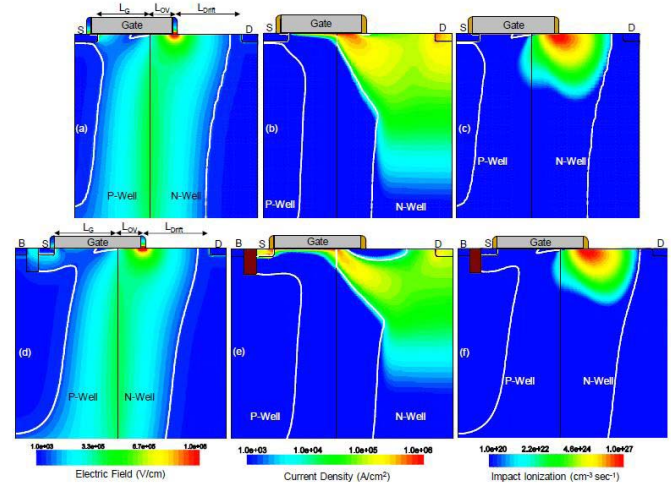 L_G L_OV L_Drift
S Gate D
(a)
P-Well N-Well
S Gate D
(b)
P-Well N-Well
S Gate D
(c)
P-Well N-Well
L_G L_OV L_Drift
B S Gate D
(d)
P-Well N-Well
B S Gate D
(e)
P-Well N-Well
B S Gate D
(f)
P-Well N-Well
1.0e+03 3.3e+05 6.7e+05 1.0e+06
Electric Field (V/cm)
1.0e+03 1.0e+04 1.0e+05 1.0e+06
Current Density (A/cm²)
1.0e+20 2.2e+22 4.6e+24 1.0e+27
Impact Ionization (cm⁻³ sec⁻¹)